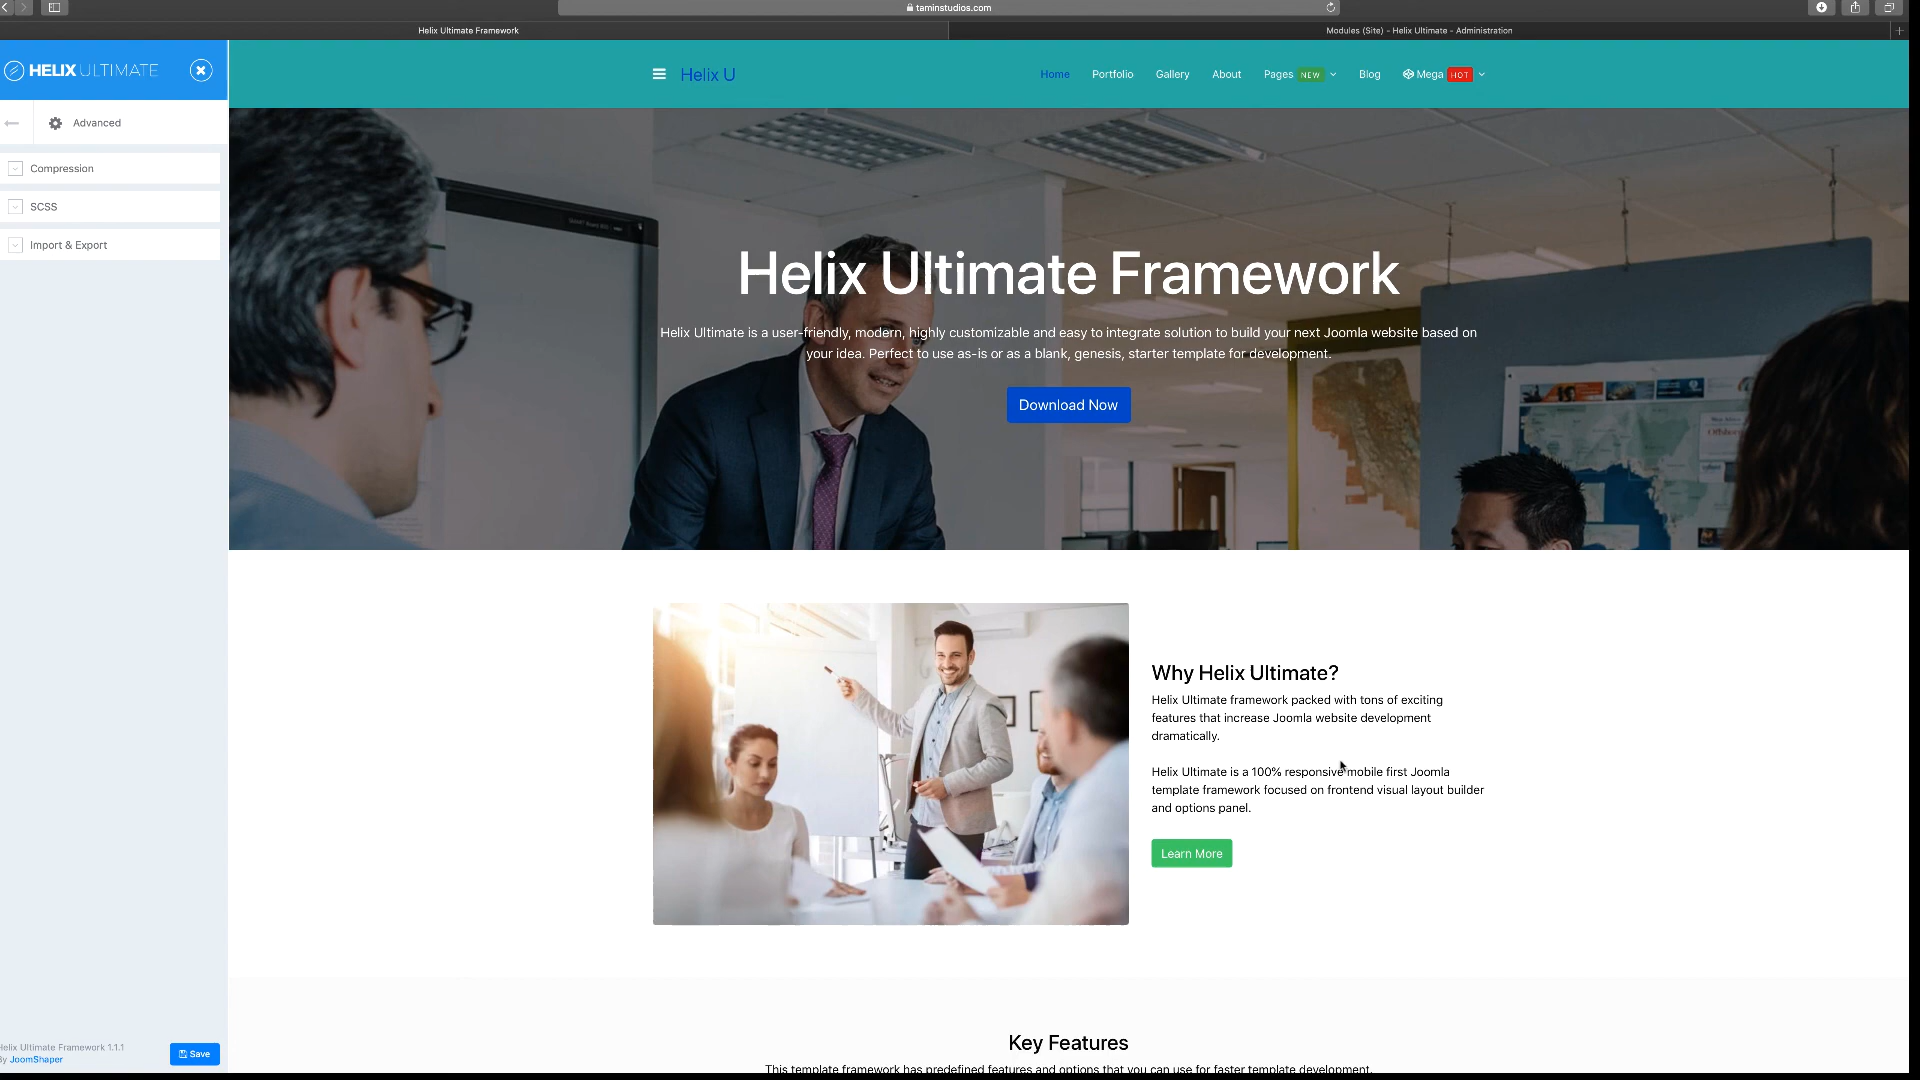 taminstudios.com
Helix Ultimate Framework
Modules (Site) - Helix Ultimate - Administration
HELIXULTIMATE
Advanced
Compression
SCSS
Import & Export
Helix U
Home Portfolio Gallery About Pages NEW Blog Mega HOT
Helix Ultimate Framework
Helix Ultimate is a user-friendly, modern, highly customizable and easy to integrate solution to build your next Joomla website based on
your idea. Perfect to use as-is or as a blank, genesis, starter template for development.
Download Now
Why Helix Ultimate?
Helix Ultimate framework packed with tons of exciting
features that increase Joomla website development
dramatically.
Helix Ultimate is a 100% responsive mobile first Joomla
template framework focused on frontend visual layout builder
and options panel.
Learn More
Key Features
This template framework has predefined features and options that you can use for faster template development.
Helix Ultimate Framework 1.1.1
By JoomShaper
Save